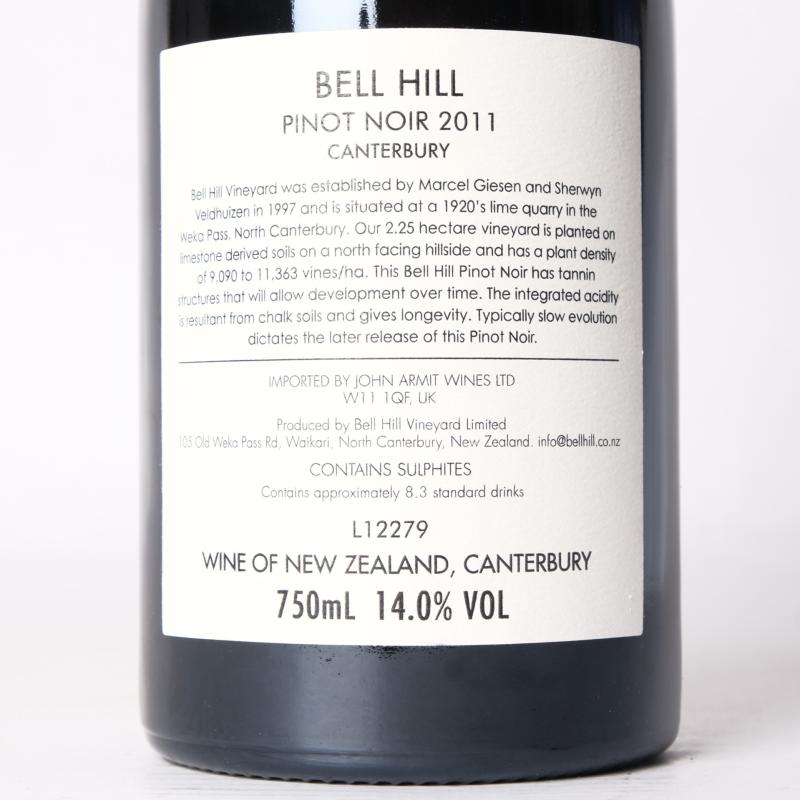 BELL HILL
PINOT NOIR 2011
CANTERBURY
Bell Hill Vineyard was established by Marcel Giesen and Sherwyn
Veldhuizen in 1997 and is situated at a 1920's lime quarry in the
Weka Pass, North Canterbury. Our 2.25 hectare vineyard is planted on
limestone derived soils on a north facing hillside and has a plant density
of 9,090 to 11,363 vines/ha. This Bell Hill Pinot Noir has tannin
structures that will allow development over time. The integrated acidity
is resultant from chalk soils and gives longevity. Typically slow evolution
dictates the later release of this Pinot Noir.
IMPORTED BY JOHN ARMIT WINES LTD
W11 1QF, UK
Produced by Bell Hill Vineyard Limited
105 Old Weka Pass Rd, Waikari, North Canterbury, New Zealand. info@bellhill.co.nz
CONTAINS SULPHITES
Contains approximately 8.3 standard drinks
L12279
WINE OF NEW ZEALAND, CANTERBURY
750mL 14.0% VOL